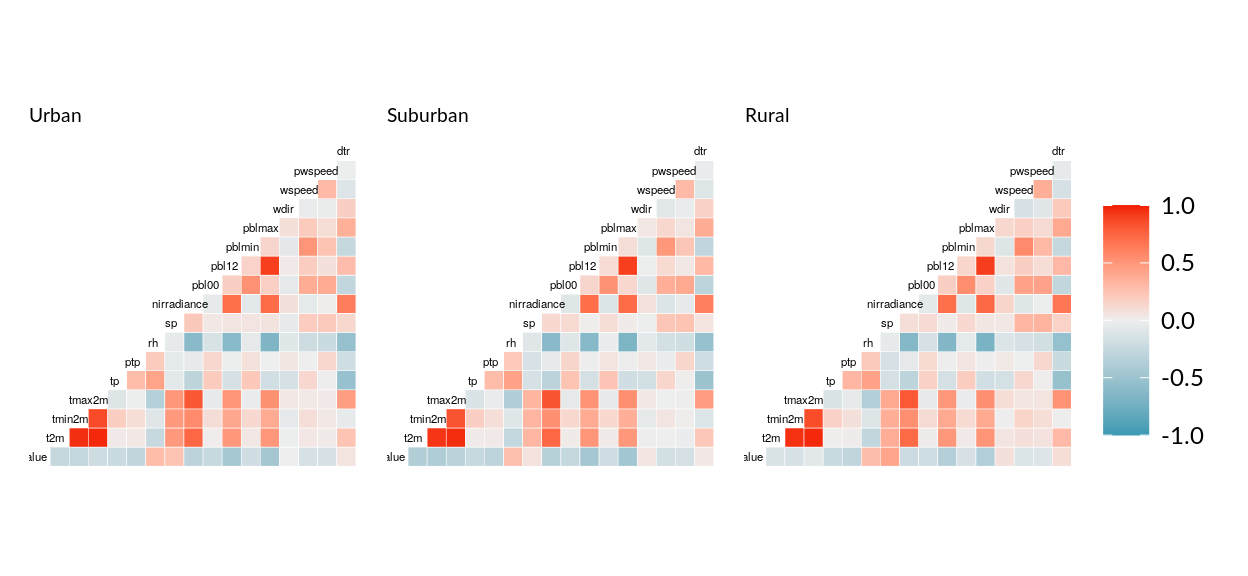 Urban
dtr
pwspeed
wspeed
wdir
pblmax
pblmin
pbl12
pbl00
nirradiance
sp
rh
ptp
tp
tmax2m
tmin2m
t2m
alue
Suburban
dtr
pwspeed
wspeed
wdir
pblmax
pblmin
pbl12
pbl00
nirradiance
sp
rh
ptp
tp
tmax2m
tmin2m
t2m
alue
Rural
dtr
pwspeed
wspeed
wdir
pblmax
pblmin
pbl12
pbl00
nirradiance
sp
rh
ptp
tp
tmax2m
tmin2m
t2m
alue
1.0
0.5
0.0
-0.5
-1.0